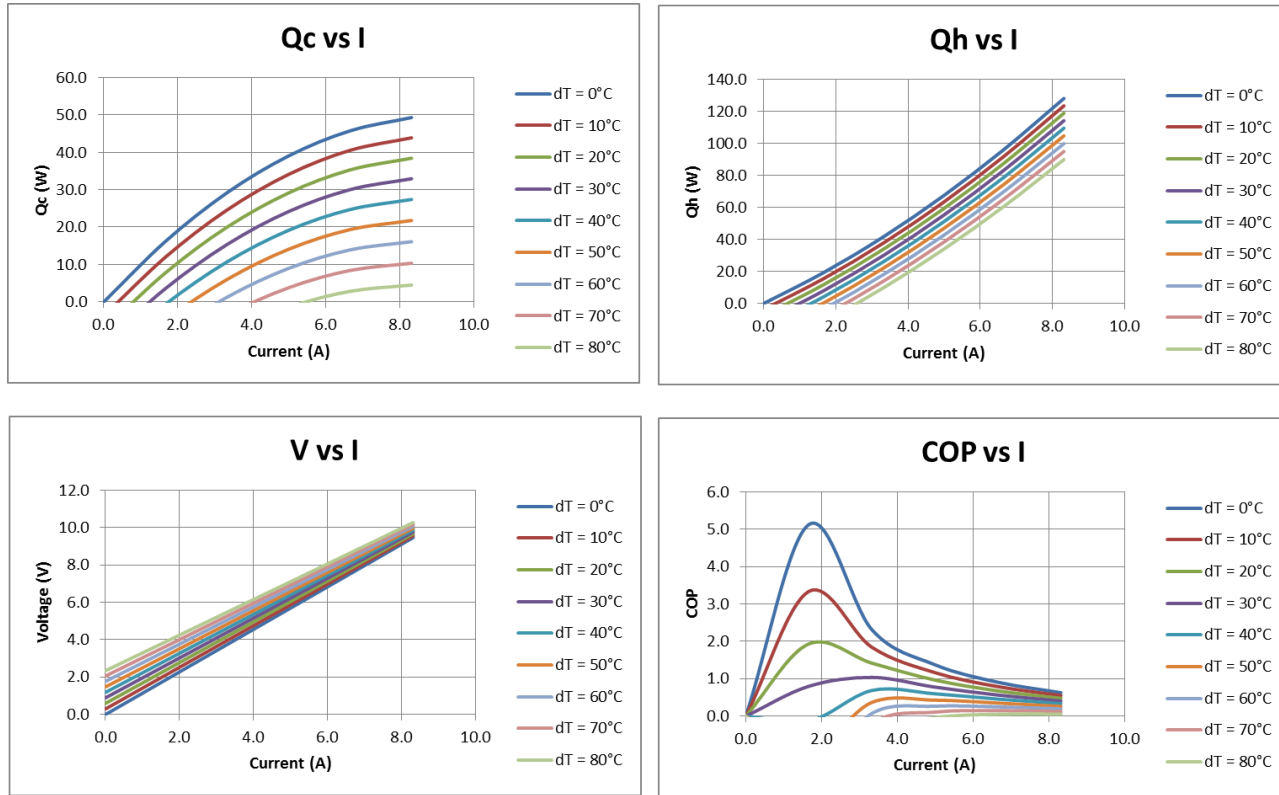 Qc vs I
60.0
50.0
40.0
30.0
20.0
10.0
0.0
Qc (W)
0.0 2.0 4.0 6.0 8.0 10.0
Current (A)
dT = 0°C
dT = 10°C
dT = 20°C
dT = 30°C
dT = 40°C
dT = 50°C
dT = 60°C
dT = 70°C
dT = 80°C
Qh vs I
140.0
120.0
100.0
80.0
60.0
40.0
20.0
0.0
Qh (W)
0.0 2.0 4.0 6.0 8.0 10.0
Current (A)
dT = 0°C
dT = 10°C
dT = 20°C
dT = 30°C
dT = 40°C
dT = 50°C
dT = 60°C
dT = 70°C
dT = 80°C
V vs I
12.0
10.0
8.0
6.0
4.0
2.0
0.0
Voltage (V)
0.0 2.0 4.0 6.0 8.0 10.0
Current (A)
dT = 0°C
dT = 10°C
dT = 20°C
dT = 30°C
dT = 40°C
dT = 50°C
dT = 60°C
dT = 70°C
dT = 80°C
COP vs I
6.0
5.0
4.0
3.0
2.0
1.0
0.0
COP
0.0 2.0 4.0 6.0 8.0 10.0
Current (A)
dT = 0°C
dT = 10°C
dT = 20°C
dT = 30°C
dT = 40°C
dT = 50°C
dT = 60°C
dT = 70°C
dT = 80°C